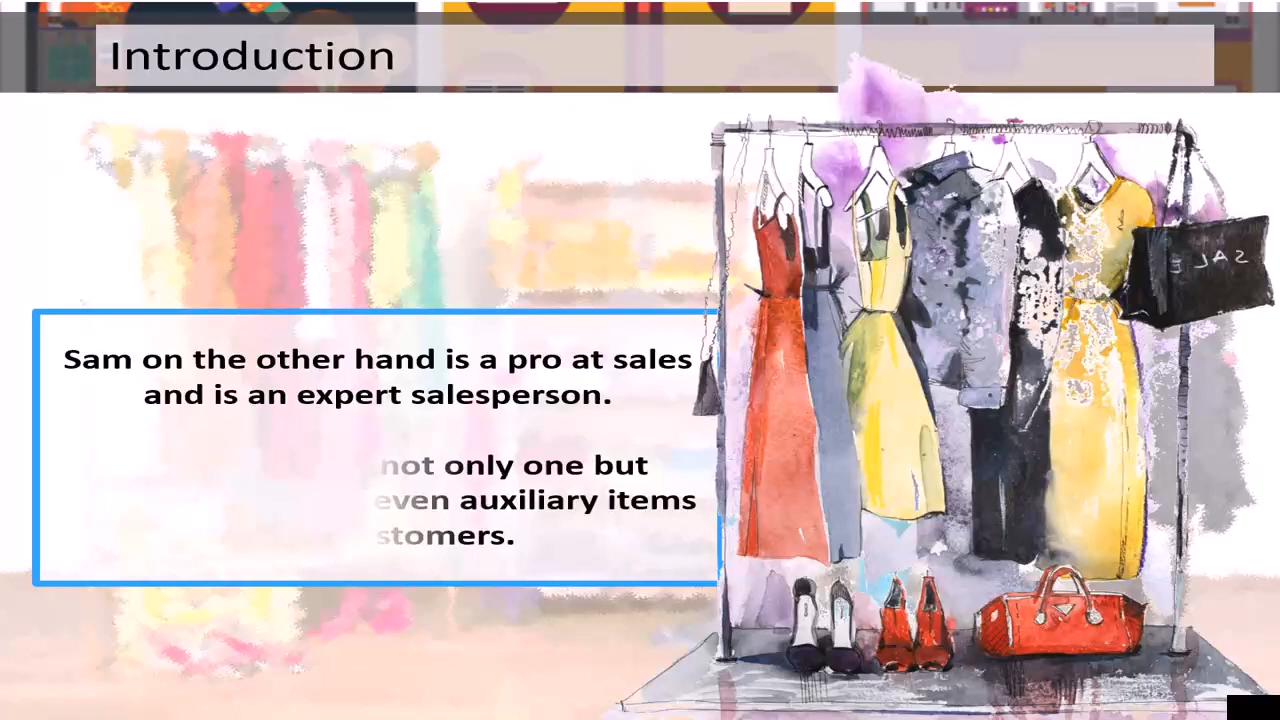 Introduction
Sam on the other hand is a pro at sales
and is an expert salesperson.
not only one but
even auxiliary items
stomers.
SALE